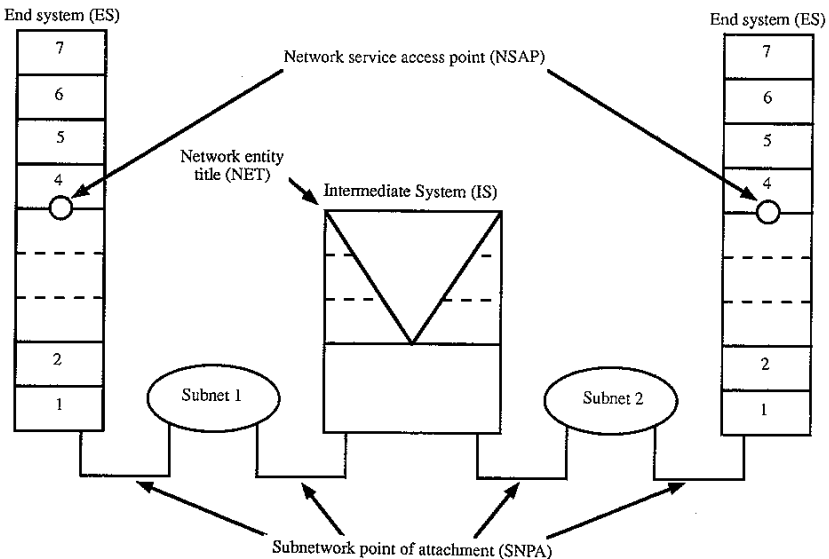 End system (ES)
End system (ES)
7
6
5
4
2
1
Network service access point (NSAP)
Network entity
title (NET)
Intermediate System (IS)
Subnet 1
Subnet 2
7
6
5
4
2
1
Subnetwork point of attachment (SNPA)